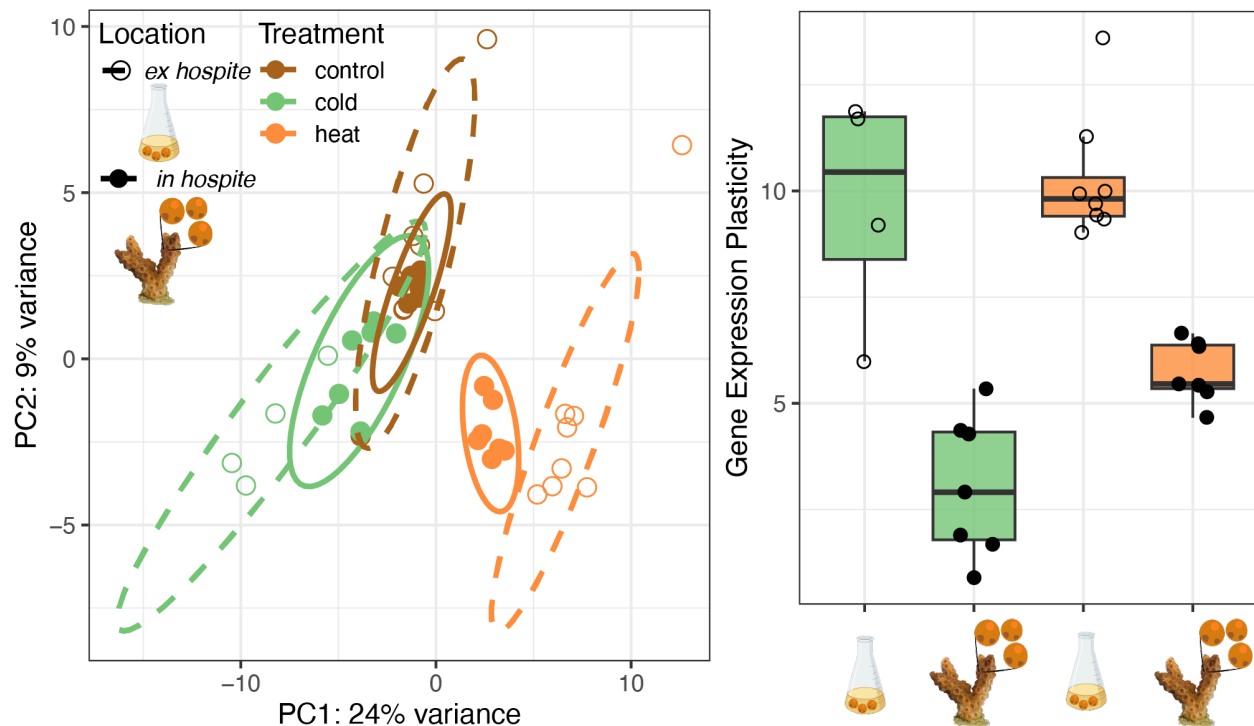 Location
ex hospite
in hospite
Treatment
control
cold
heat
10
5
0
−5
PC2: 9% variance
−10
0
10
PC1: 24% variance
10
5
Gene Expression Plasticity